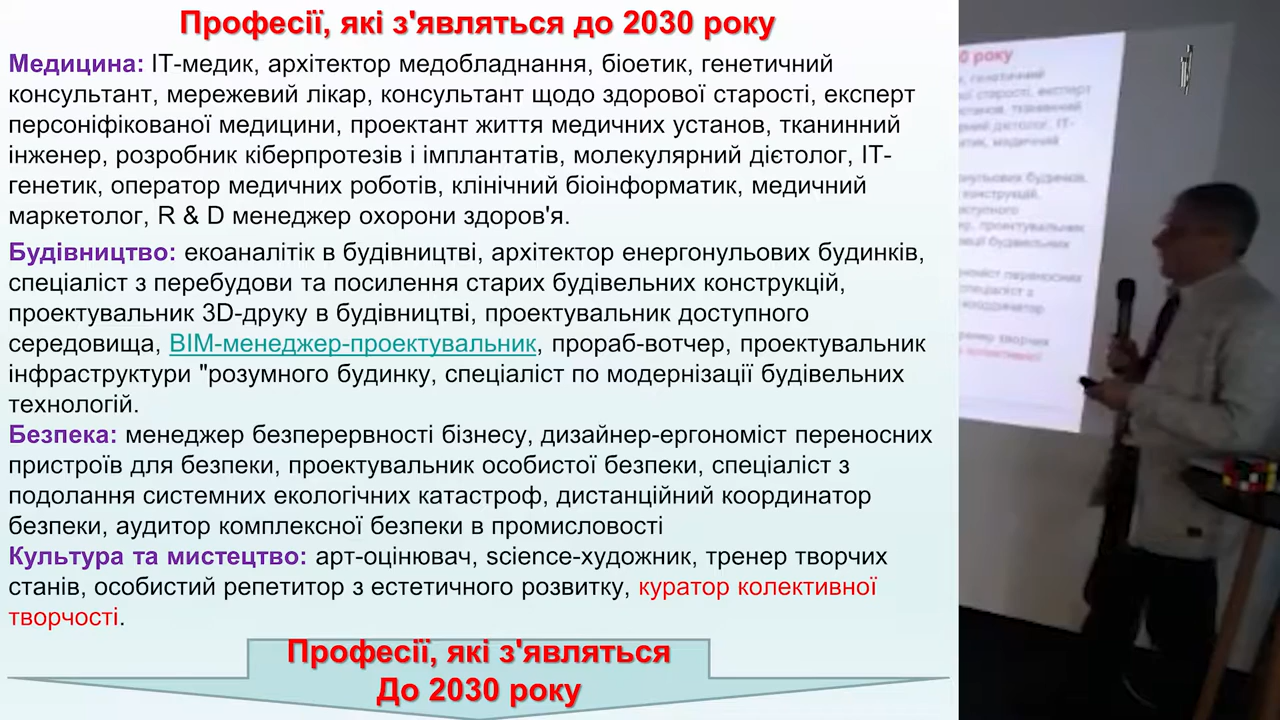 Професії, які з'являться до 2030 року
Медицина: ІТ-медик, архітектор медобладнання, біоетик, генетичний
консультант, мережевий лікар, консультант щодо здорової старості, експерт
персоніфікованої медицини, проектант життя медичних установ, тканинний
інженер, розробник кіберпротезів і імплантатів, молекулярний дієтолог, ІТ-
генетик, оператор медичних роботів, клінічний біоінформатик, медичний
маркетолог, R & D менеджер охорони здоров'я.
Будівництво: екоаналітік в будівництві, архітектор енергонульових будинків,
спеціаліст з перебудови та посилення старих будівельних конструкцій,
проектувальник 3D-друку в будівництві, проектувальник доступного
середовища, BIM-менеджер-проектувальник, прораб-вотчер, проектувальник
інфраструктури "розумного будинку, спеціаліст по модернізації будівельних
технологій.
Безпека: менеджер безперервності бізнесу, дизайнер-ергономіст переносних
пристроїв для безпеки, проектувальник особистої безпеки, спеціаліст з
подолання системних екологічних катастроф, дистанційний координатор
безпеки, аудитор комплексної безпеки в промисловості
Культура та мистецтво: арт-оцінювач, science-художник, тренер творчих
станів, особистий репетитор з естетичного розвитку, куратор колективної
творчості.
Професії, які з'являться
До 2030 року
0 року